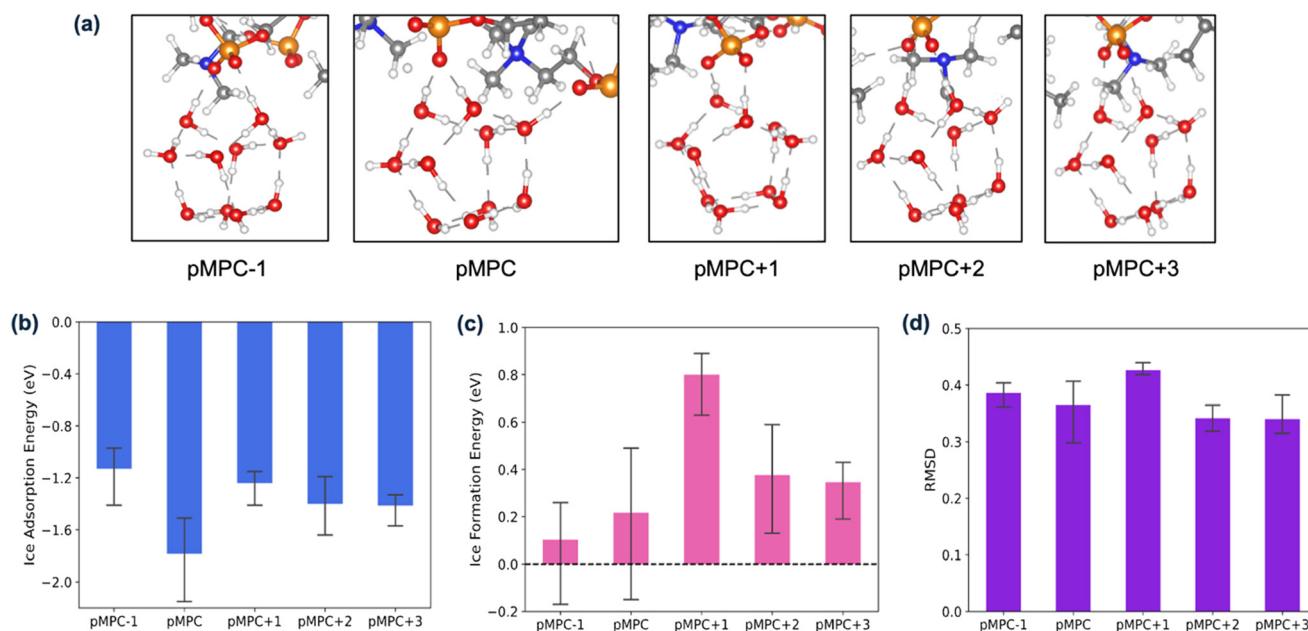 (a)
pMPC-1 pMPC pMPC+1 pMPC+2 pMPC+3
(b)
Ice Adsorption Energy (eV)
0.0
−0.4
−0.8
−1.2
−1.6
−2.0
pMPC-1 pMPC pMPC+1 pMPC+2 pMPC+3
(c)
Ice Formation Energy (eV)
1.0
0.8
0.6
0.4
0.2
0.0
−0.2
pMPC-1 pMPC pMPC+1 pMPC+2 pMPC+3
(d)
RMSD
0.5
0.4
0.3
0.2
0.1
0.0
pMPC-1 pMPC pMPC+1 pMPC+2 pMPC+3